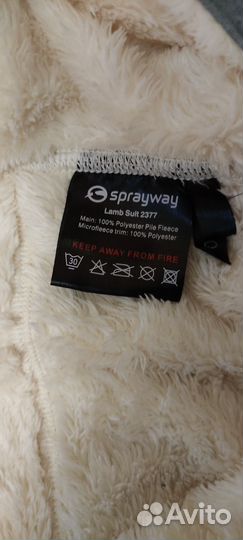 sprayway
Lamb Suit 2377
Main: 100% Polyester Pile Fleece
Microfleece trim: 100% Polyester
KEEP AWAY FROM FIRE
30
Avito